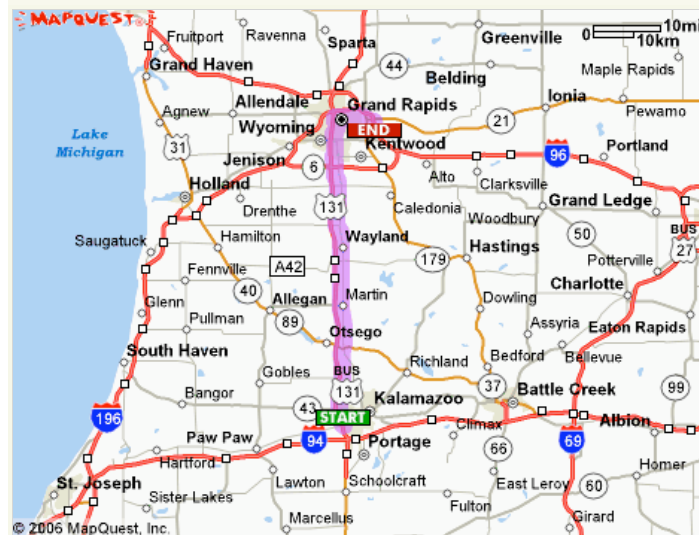 MAPQUEST
Ravenna
Sparta
Greenville
10mi
0
10km
Fruitport
Grand Haven
44
Belding
Maple Rapids
Allendale
Grand Rapids
Ionia
Agnew
Pewamo
Wyoming
END
21
Lake
Michigan
31
Kentwood
Jenison
6
96
Portland
Alto
Clarksville
Holland
131
Caledonia
Grand Ledge
Drenthe
Woodbury
BUS
27
Saugatuck
Hamilton
Wayland
50
A42
179
Hastings
Potterville
Fennville
Charlotte
40
Allegan
Martin
Dowling
Glenn
89
Pullman
Otsego
Assyria
Eaton Rapids
South Haven
Richland
Bedford
Bellevue
BUS
131
Gobles
37
Battle Creek
99
Bangor
43
START
Kalamazoo
196
Albion
Paw Paw
94
Portage
Climax
69
Hartford
66
Homer
St. Joseph
Lawton
Schoolcraft
East Leroy
60
Sister Lakes
Fulton
Marcellus
Girard
© 2006 MapQuest, Inc.